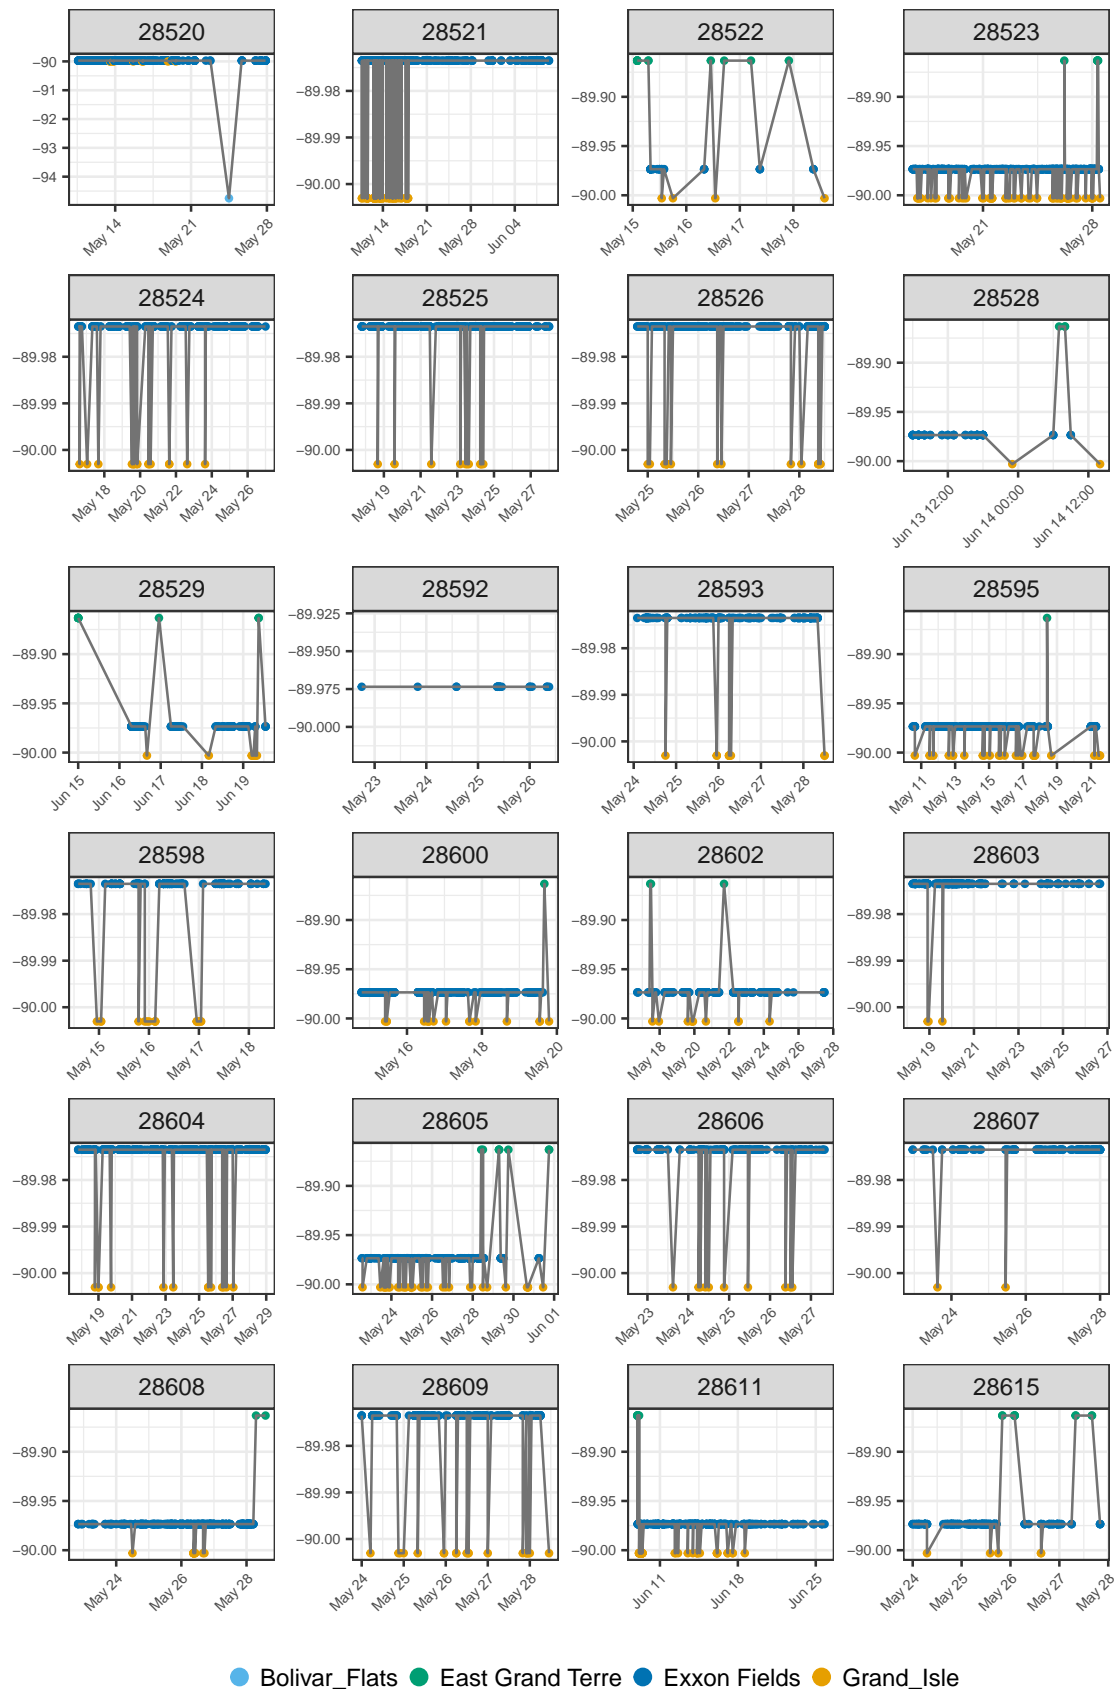 28520 28521 28522 28523
−90 −91 −92 −93 −94
−89.98 −89.99 −90.00
−89.90 −89.95 −90.00
−89.90 −89.95 −90.00
May 14 May 21 May 28
May 14 May 21 May 28 Jun 04
May 15 May 16 May 17 May 18
May 21 May 28
28524 28525 28526 28528
−89.98 −89.99 −90.00
−89.98 −89.99 −90.00
−89.98 −89.99 −90.00
−89.90 −89.95 −90.00
May 18 May 20 May 22 May 24 May 26
May 19 May 21 May 23 May 25 May 27
May 25 May 26 May 27 May 28
Jun 13 12:00 Jun 14 00:00 Jun 14 12:00
28529 28592 28593 28595
−89.90 −89.95 −90.00
−89.925 −89.950 −89.975 −90.000
−89.98 −89.99 −90.00
−89.90 −89.95 −90.00
Jun 15 Jun 16 Jun 17 Jun 18 Jun 19
May 23 May 24 May 25 May 26
May 24 May 25 May 26 May 27 May 28
May 11 May 13 May 15 May 17 May 19 May 21
28598 28600 28602 28603
−89.98 −89.99 −90.00
−89.90 −89.95 −90.00
−89.90 −89.95 −90.00
−89.98 −89.99 −90.00
May 15 May 16 May 17 May 18
May 16 May 18 May 20
May 18 May 20 May 22 May 24 May 26 May 28
May 19 May 21 May 23 May 25 May 27
28604 28605 28606 28607
−89.98 −89.99 −90.00
−89.90 −89.95 −90.00
−89.98 −89.99 −90.00
−89.98 −89.99 −90.00
May 19 May 21 May 23 May 25 May 27 May 29
May 24 May 26 May 28 May 30 Jun 01
May 23 May 24 May 25 May 26 May 27
May 24 May 26 May 28
28608 28609 28611 28615
−89.90 −89.95 −90.00
−89.98 −89.99 −90.00
−89.90 −89.95 −90.00
−89.90 −89.95 −90.00
May 24 May 26 May 28
May 24 May 25 May 26 May 27 May 28
Jun 11 Jun 18 Jun 25
May 24 May 25 May 26 May 27 May 28
Bolivar_Flats East Grand Terre Exxon Fields Grand_Isle